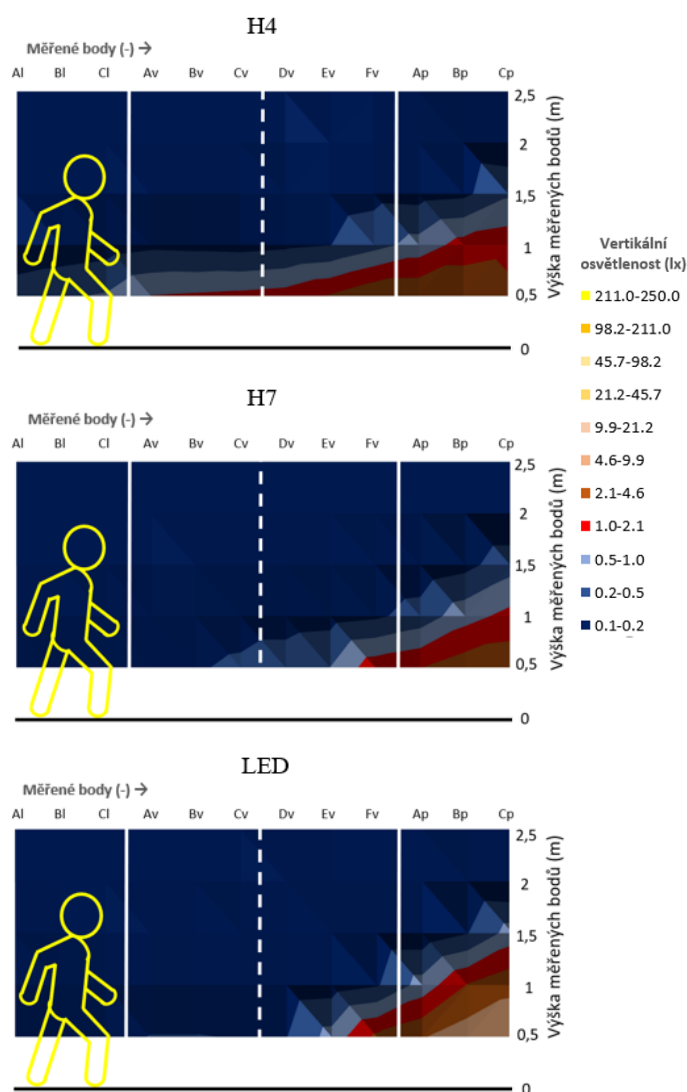 H4
Měřené body (-) →
Al Bl Cl Av Bv Cv Dv Ev Fv Ap Bp Cp
2,5
2
1,5
1
0,5
0
Výška měřených bodů (m)
Vertikální
osvětlenost (lx)
211.0-250.0
98.2-211.0
45.7-98.2
21.2-45.7
9.9-21.2
4.6-9.9
2.1-4.6
1.0-2.1
0.5-1.0
0.2-0.5
0.1-0.2
H7
Měřené body (-) →
Al Bl Cl Av Bv Cv Dv Ev Fv Ap Bp Cp
2,5
2
1,5
1
0,5
0
Výška měřených bodů (m)
LED
Měřené body (-) →
Al Bl Cl Av Bv Cv Dv Ev Fv Ap Bp Cp
2,5
2
1,5
1
0,5
0
Výška měřených bodů (m)